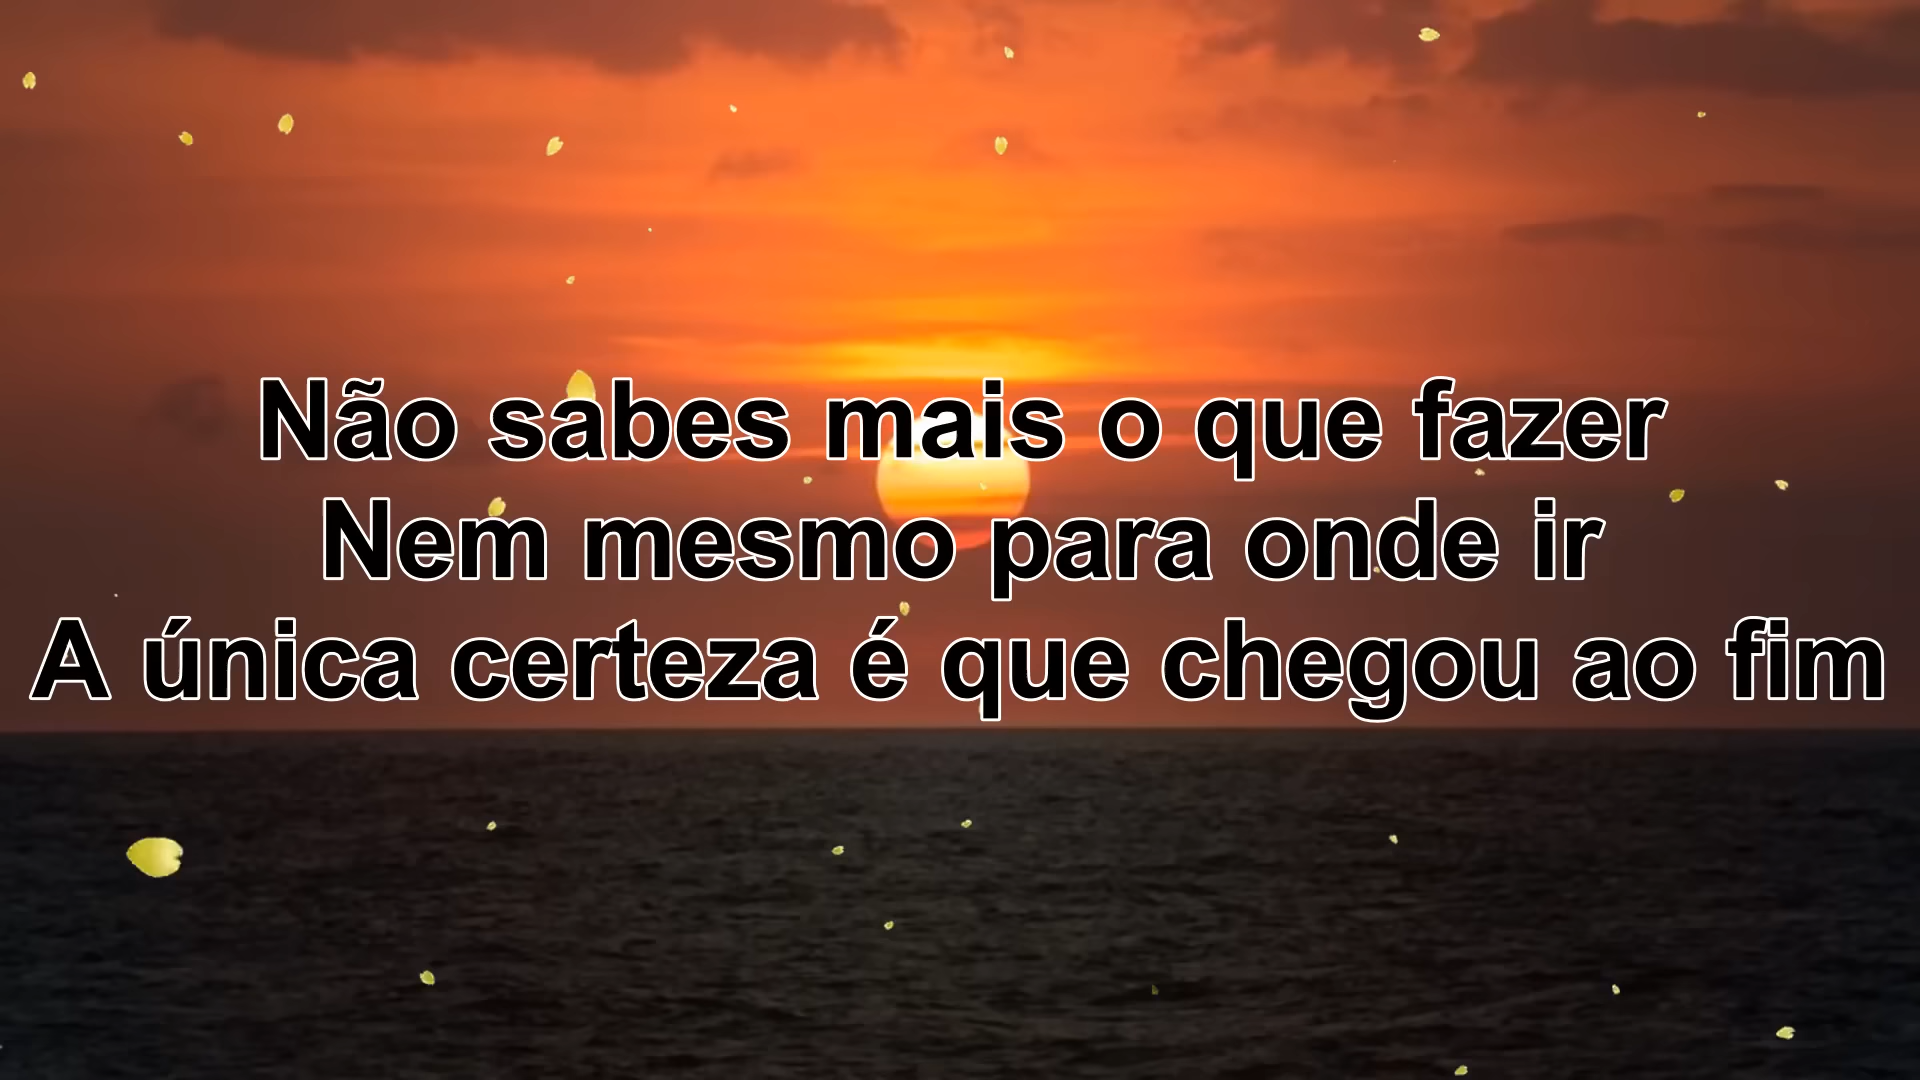 Não sabes mais o que fazer
Nem mesmo para onde ir
A única certeza é que chegou ao fim